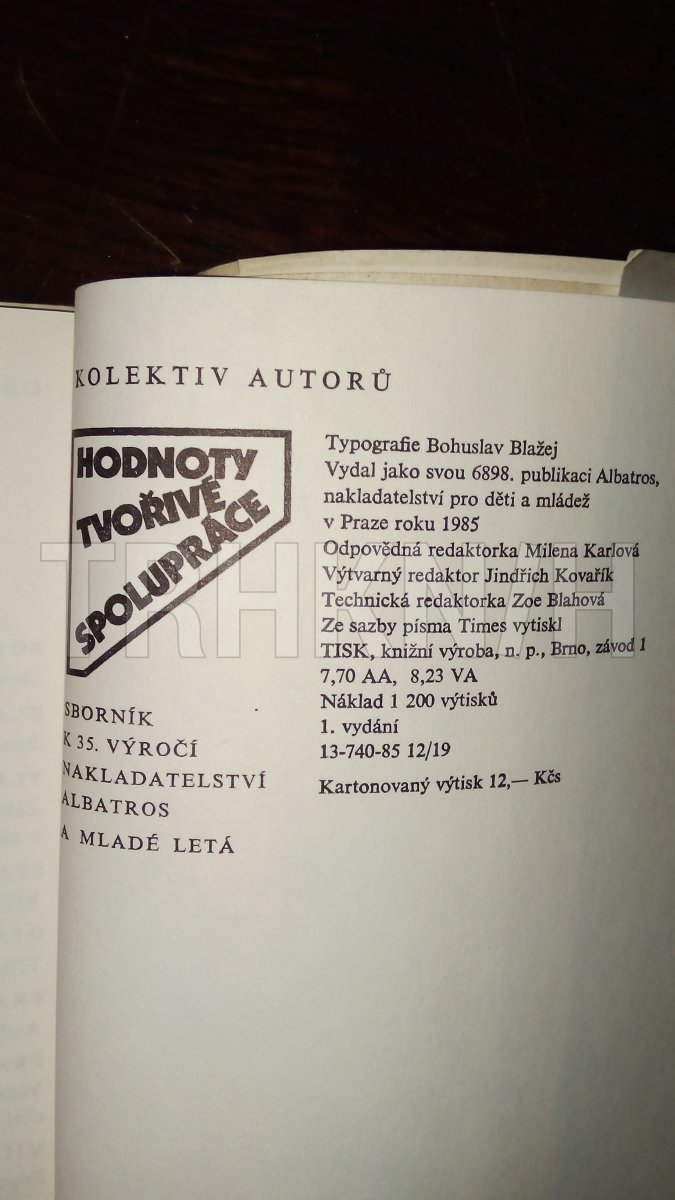 KOLEKTIV AUTORŮ
HODNOTY
TVOŘIVÉ
SPOLUPRÁCE
SBORNÍK
K 35. VÝROČÍ
NAKLADATELSTVÍ
ALBATROS
A MLADÉ LETÁ
Typografie Bohuslav Blažej
Vydal jako svou 6898. publikaci Albatros,
nakladatelství pro děti a mládež
v Praze roku 1985
Odpovědná redaktorka Milena Karlová
Výtvarný redaktor Jindřich Kovařík
Technická redaktorka Zoe Blahová
Ze sazby písma Times vytiskl
TISK, knižní výroba, n. p., Brno, závod 1
7,70 AA, 8,23 VA
Náklad 1 200 výtisků
1. vydání
13-740-85 12/19
Kartonovaný výtisk 12,— Kčs
TRHKNIH